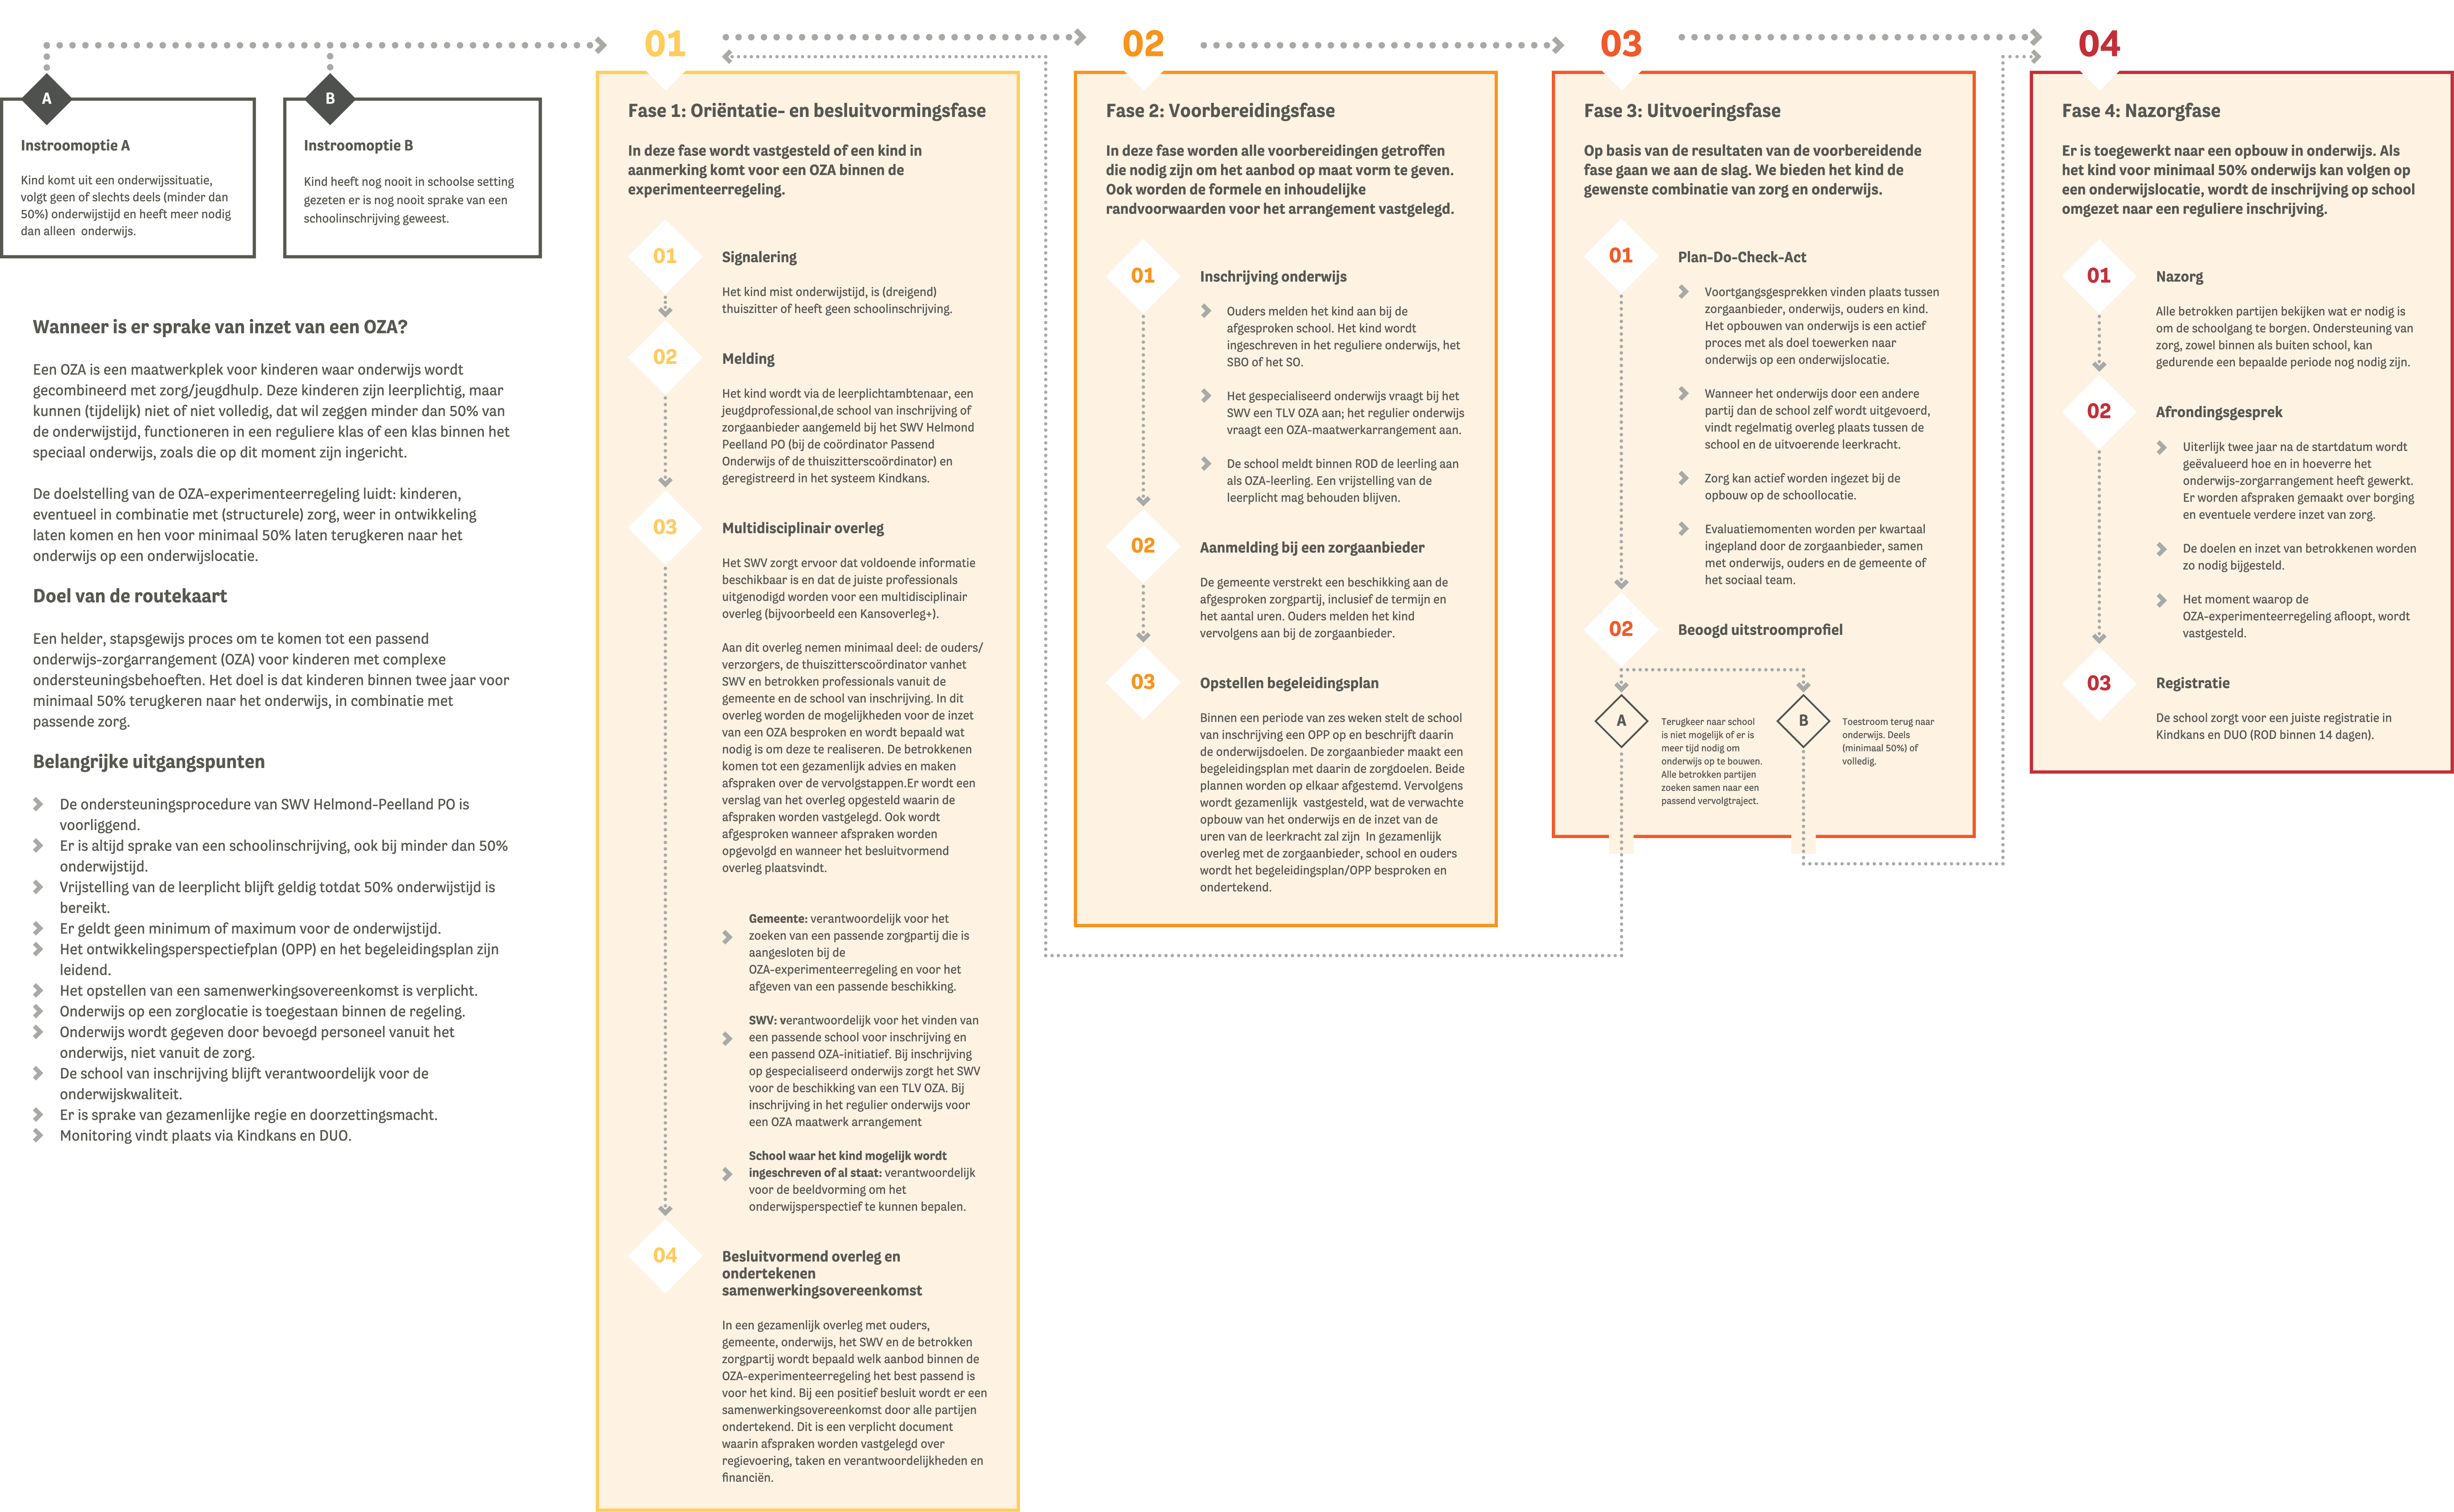 A
Instroomoptie A
Kind komt uit een onderwijssituatie,
volgt geen of slechts deels (minder dan
50%) onderwijstijd en heeft meer nodig
dan alleen onderwijs.
B
Instroomoptie B
Kind heeft nog nooit in schoolse setting
gezeten er is nog nooit sprake van een
schoolinschrijving geweest.
Wanneer is er sprake van inzet van een OZA?
Een OZA is een maatwerkplek voor kinderen waar onderwijs wordt
gecombineerd met zorg/jeugdhulp. Deze kinderen zijn leerplichtig, maar
kunnen (tijdelijk) niet of niet volledig, dat wil zeggen minder dan 50% van
de onderwijstijd, functioneren in een reguliere klas of een klas binnen het
speciaal onderwijs, zoals die op dit moment zijn ingericht.
De doelstelling van de OZA-experimenteerregeling luidt: kinderen,
eventueel in combinatie met (structurele) zorg, weer in ontwikkeling
laten komen en hen voor minimaal 50% laten terugkeren naar het
onderwijs op een onderwijslocatie.
Doel van de routekaart
Een helder, stapsgewijs proces om te komen tot een passend
onderwijs-zorgarrangement (OZA) voor kinderen met complexe
ondersteuningsbehoeften. Het doel is dat kinderen binnen twee jaar voor
minimaal 50% terugkeren naar het onderwijs, in combinatie met
passende zorg.
Belangrijke uitgangspunten
De ondersteuningsprocedure van SWV Helmond-Peelland PO is
voorliggend.
Er is altijd sprake van een schoolinschrijving, ook bij minder dan 50%
onderwijstijd.
Vrijstelling van de leerplicht blijft geldig totdat 50% onderwijstijd is
bereikt.
Er geldt geen minimum of maximum voor de onderwijstijd.
Het ontwikkelingsperspectiefplan (OPP) en het begeleidingsplan zijn
leidend.
Het opstellen van een samenwerkingsovereenkomst is verplicht.
Onderwijs op een zorglocatie is toegestaan binnen de regeling.
Onderwijs wordt gegeven door bevoegd personeel vanuit het
onderwijs, niet vanuit de zorg.
De school van inschrijving blijft verantwoordelijk voor de
onderwijskwaliteit.
Er is sprake van gezamenlijke regie en doorzettingsmacht.
Monitoring vindt plaats via Kindkans en DUO.
01
Fase 1: Oriëntatie- en besluitvormingsfase
In deze fase wordt vastgesteld of een kind in
aanmerking komt voor een OZA binnen de
experimenteerregeling.
01
Signalering
Het kind mist onderwijstijd, is (dreigend)
thuiszitter of heeft geen schoolinschrijving.
02
Melding
Het kind wordt via de leerplichtambtenaar, een
jeugdprofessional,de school van inschrijving of
zorgaanbieder aangemeld bij het SWV Helmond
Peelland PO (bij de coördinator Passend
Onderwijs of de thuiszitterscoördinator) en
geregistreerd in het systeem Kindkans.
03
Multidisciplinair overleg
Het SWV zorgt ervoor dat voldoende informatie
beschikbaar is en dat de juiste professionals
uitgenodigd worden voor een multidisciplinair
overleg (bijvoorbeeld een Kansoverleg+).
Aan dit overleg nemen minimaal deel: de ouders/
verzorgers, de thuiszitterscoördinator vanhet
SWV en betrokken professionals vanuit de
gemeente en de school van inschrijving. In dit
overleg worden de mogelijkheden voor de inzet
van een OZA besproken en wordt bepaald wat
nodig is om deze te realiseren. De betrokkenen
komen tot een gezamenlijk advies en maken
afspraken over de vervolgstappen.Er wordt een
verslag van het overleg opgesteld waarin de
afspraken worden vastgelegd. Ook wordt
afgesproken wanneer afspraken worden
opgevolgd en wanneer het besluitvormend
overleg plaatsvindt.
Gemeente: verantwoordelijk voor het
zoeken van een passende zorgpartij die is
aangesloten bij de
OZA-experimenteerregeling en voor het
afgeven van een passende beschikking.
SWV: verantwoordelijk voor het vinden van
een passende school voor inschrijving en
een passend OZA-initiatief. Bij inschrijving
op gespecialiseerd onderwijs zorgt het SWV
voor de beschikking van een TLV OZA. Bij
inschrijving in het regulier onderwijs voor
een OZA maatwerk arrangement
School waar het kind mogelijk wordt
ingeschreven of al staat: verantwoordelijk
voor de beeldvorming om het
onderwijsperspectief te kunnen bepalen.
04
Besluitvormend overleg en
ondertekenen
samenwerkingsovereenkomst
In een gezamenlijk overleg met ouders,
gemeente, onderwijs, het SWV en de betrokken
zorgpartij wordt bepaald welk aanbod binnen de
OZA-experimenteerregeling het best passend is
voor het kind. Bij een positief besluit wordt er een
samenwerkingsovereenkomst door alle partijen
ondertekend. Dit is een verplicht document
waarin afspraken worden vastgelegd over
regievoering, taken en verantwoordelijkheden en
financiën.
02
Fase 2: Voorbereidingsfase
In deze fase worden alle voorbereidingen getroffen
die nodig zijn om het aanbod op maat vorm te geven.
Ook worden de formele en inhoudelijke
randvoorwaarden voor het arrangement vastgelegd.
01
Inschrijving onderwijs
Ouders melden het kind aan bij de
afgesproken school. Het kind wordt
ingeschreven in het reguliere onderwijs, het
SBO of het SO.
Het gespecialiseerd onderwijs vraagt bij het
SWV een TLV OZA aan; het regulier onderwijs
vraagt een OZA-maatwerkarrangement aan.
De school meldt binnen ROD de leerling aan
als OZA-leerling. Een vrijstelling van de
leerplicht mag behouden blijven.
02
Aanmelding bij een zorgaanbieder
De gemeente verstrekt een beschikking aan de
afgesproken zorgpartij, inclusief de termijn en
het aantal uren. Ouders melden het kind
vervolgens aan bij de zorgaanbieder.
03
Opstellen begeleidingsplan
Binnen een periode van zes weken stelt de school
van inschrijving een OPP op en beschrijft daarin
de onderwijsdoelen. De zorgaanbieder maakt een
begeleidingsplan met daarin de zorgdoelen. Beide
plannen worden op elkaar afgestemd. Vervolgens
wordt gezamenlijk vastgesteld, wat de verwachte
opbouw van het onderwijs en de inzet van de
uren van de leerkracht zal zijn In gezamenlijk
overleg met de zorgaanbieder, school en ouders
wordt het begeleidingsplan/OPP besproken en
ondertekend.
03
Fase 3: Uitvoeringsfase
Op basis van de resultaten van de voorbereidende
fase gaan we aan de slag. We bieden het kind de
gewenste combinatie van zorg en onderwijs.
01
Plan-Do-Check-Act
Voortgangsgesprekken vinden plaats tussen
zorgaanbieder, onderwijs, ouders en kind.
Het opbouwen van onderwijs is een actief
proces met als doel toewerken naar
onderwijs op een onderwijslocatie.
Wanneer het onderwijs door een andere
partij dan de school zelf wordt uitgevoerd,
vindt regelmatig overleg plaats tussen de
school en de uitvoerende leerkracht.
Zorg kan actief worden ingezet bij de
opbouw op de schoollocatie.
Evaluatiemomenten worden per kwartaal
ingepland door de zorgaanbieder, samen
met onderwijs, ouders en de gemeente of
het sociaal team.
02
Beoogd uitstroomprofiel
A
Terugkeer naar school
is niet mogelijk of er is
meer tijd nodig om
onderwijs op te bouwen.
Alle betrokken partijen
zoeken samen naar een
passend vervolgtraject.
B
Toestroom terug naar
onderwijs. Deels
(minimaal 50%) of
volledig.
04
Fase 4: Nazorgfase
Er is toegewerkt naar een opbouw in onderwijs. Als
het kind voor minimaal 50% onderwijs kan volgen op
een onderwijslocatie, wordt de inschrijving op school
omgezet naar een reguliere inschrijving.
01
Nazorg
Alle betrokken partijen bekijken wat er nodig is
om de schoolgang te borgen. Ondersteuning van
zorg, zowel binnen als buiten school, kan
gedurende een bepaalde periode nog nodig zijn.
02
Afrondingsgesprek
Uiterlijk twee jaar na de startdatum wordt
geëvalueerd hoe en in hoeverre het
onderwijs-zorgarrangement heeft gewerkt.
Er worden afspraken gemaakt over borging
en eventuele verdere inzet van zorg.
De doelen en inzet van betrokkenen worden
zo nodig bijgesteld.
Het moment waarop de
OZA-experimenteerregeling afloopt, wordt
vastgesteld.
03
Registratie
De school zorgt voor een juiste registratie in
Kindkans en DUO (ROD binnen 14 dagen).